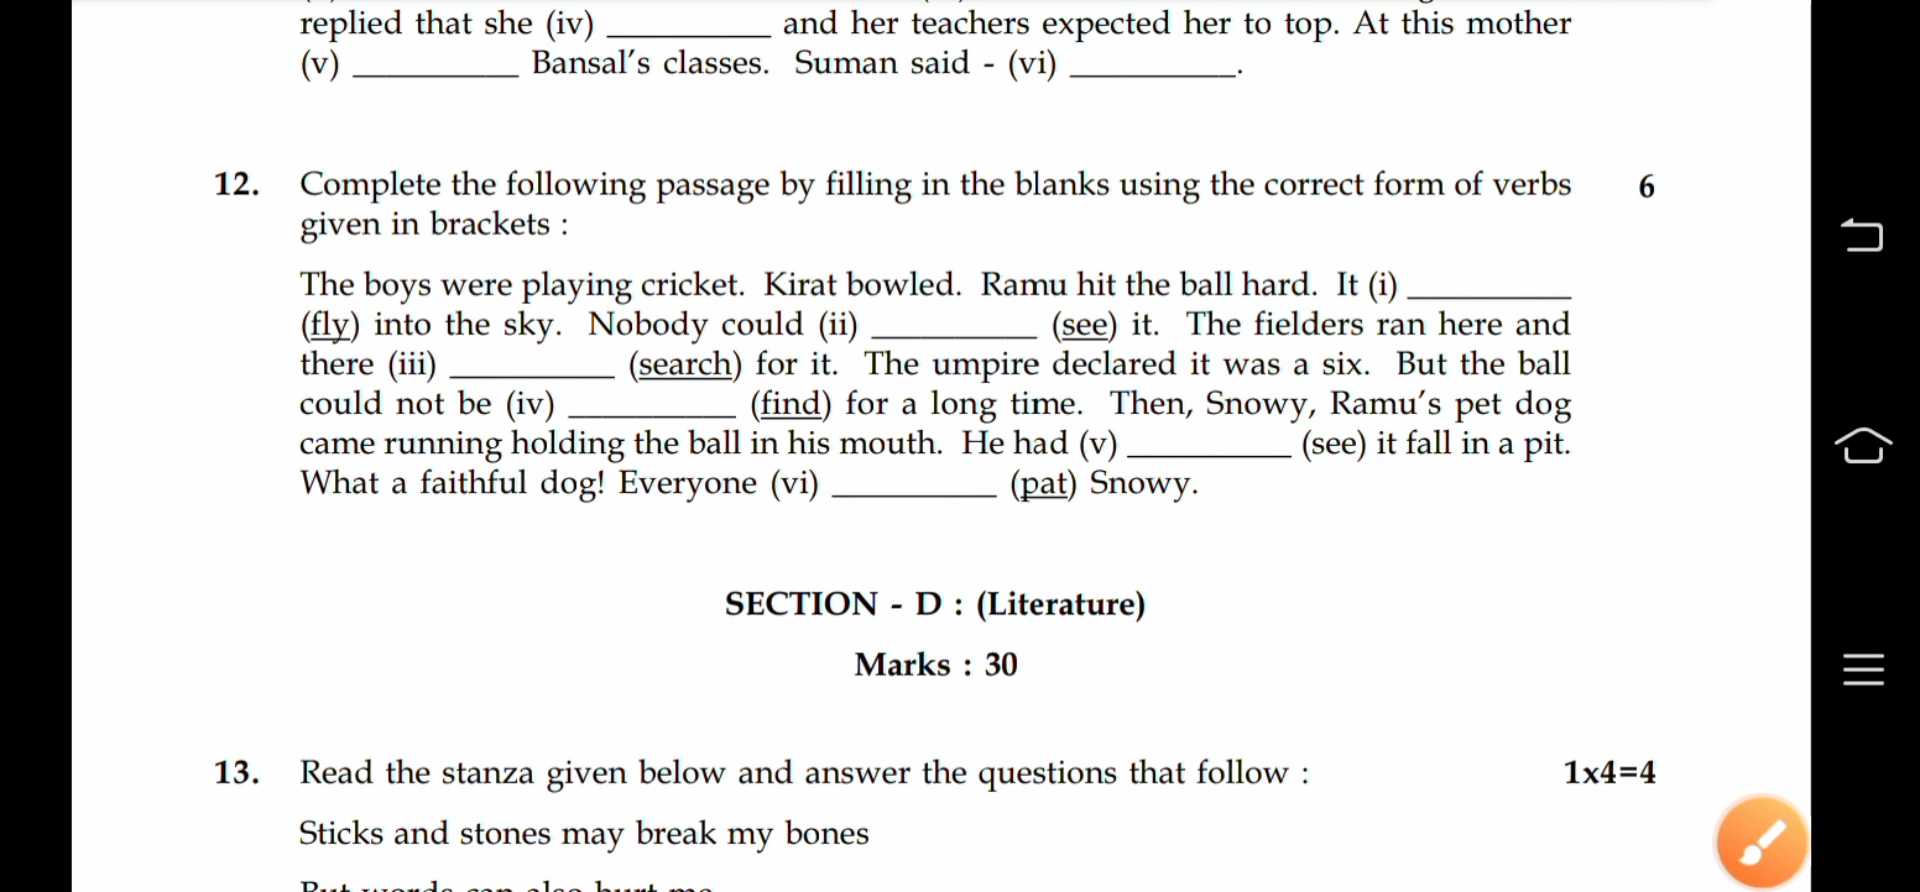 replied that she (iv) __________ and her teachers expected her to top. At this mother
(v) __________ Bansal's classes. Suman said - (vi) __________.
12. Complete the following passage by filling in the blanks using the correct form of verbs 6
given in brackets :
The boys were playing cricket. Kirat bowled. Ramu hit the ball hard. It (i) __________
(fly) into the sky. Nobody could (ii) __________ (see) it. The fielders ran here and
there (iii) __________ (search) for it. The umpire declared it was a six. But the ball
could not be (iv) __________ (find) for a long time. Then, Snowy, Ramu's pet dog
came running holding the ball in his mouth. He had (v) __________ (see) it fall in a pit.
What a faithful dog! Everyone (vi) __________ (pat) Snowy.
SECTION - D : (Literature)
Marks : 30
13. Read the stanza given below and answer the questions that follow : 1x4=4
Sticks and stones may break my bones
But words can also hurt me